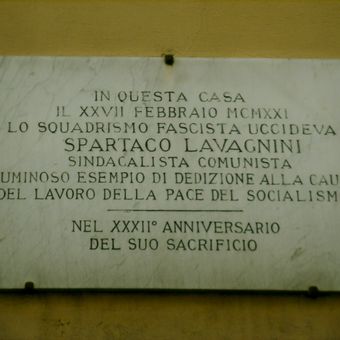 IN QUESTA CASA
IL XXVII FEBBRAIO MCMXXI
LO SQUADRISMO FASCISTA UCCIDEVA
SPARTACO LAVAGNINI
SINDACALISTA COMUNISTA
UMINOSO ESEMPIO DI DEDIZIONE ALLA CAU
DEL LAVORO DELLA PACE DEL SOCIALISM
NEL XXXII° ANNIVERSARIO
DEL SUO SACRIFICIO